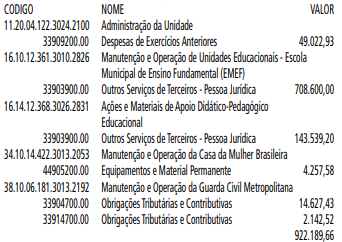 CODIGO NOME VALOR
11.20.04.122.3024.2100 Administração da Unidade
33909200.00 Despesas de Exercícios Anteriores 49.022,93
16.10.12.361.3010.2826 Manutenção e Operação de Unidades Educacionais - Escola
Municipal de Ensino Fundamental (EMEF)
33903900.00 Outros Serviços de Terceiros - Pessoa Jurídica 708.600,00
16.14.12.368.3026.2831 Ações e Materiais de Apoio Didático-Pedagógico
Educacional
33903900.00 Outros Serviços de Terceiros - Pessoa Jurídica 143.539,20
34.10.14.422.3013.2053 Manutenção e Operação da Casa da Mulher Brasileira
44905200.00 Equipamentos e Material Permanente 4.257,58
38.10.06.181.3013.2192 Manutenção e Operação da Guarda Civil Metropolitana
33904700.00 Obrigações Tributárias e Contributivas 14.627,43
33914700.00 Obrigações Tributárias e Contributivas 2.142,52
922.189,66